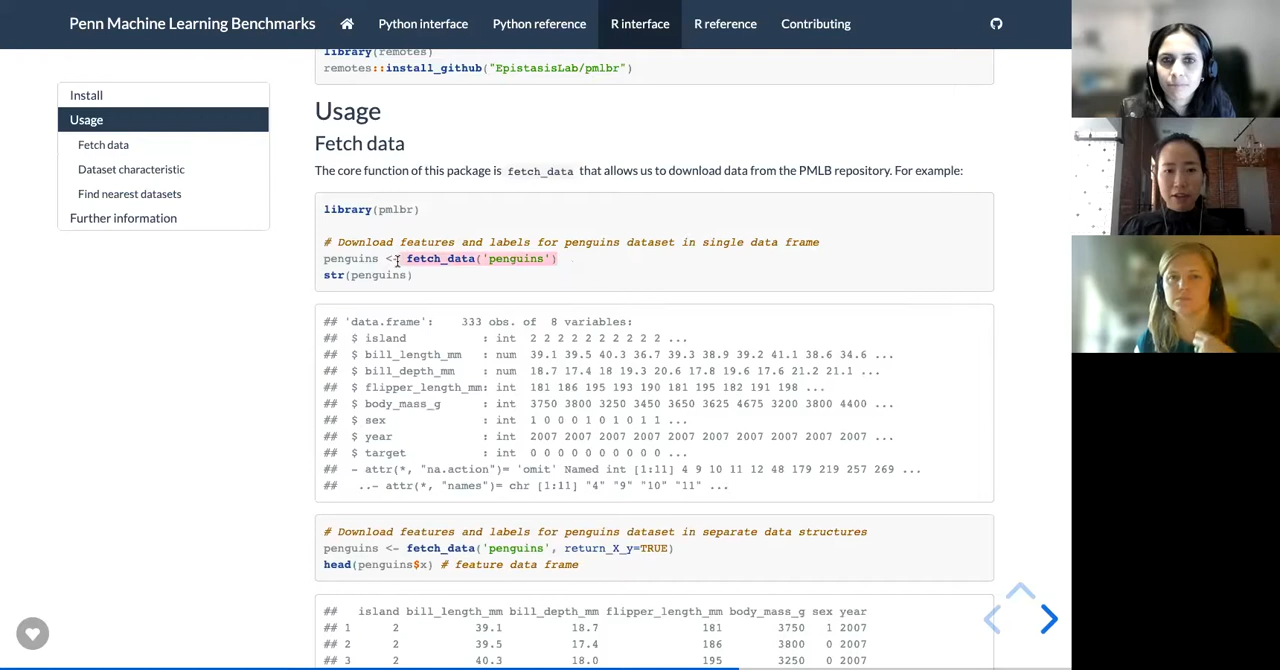 Penn Machine Learning Benchmarks Python interface Python reference R interface R reference Contributing
library(remotes)
remotes::install_github("EpistasisLab/pmlbr")
Install
Usage
Fetch data
Dataset characteristic
Find nearest datasets
Further information
Usage
Fetch data
The core function of this package is fetch_data that allows us to download data from the PMLB repository. For example:
library(pmlbr)
# Download features and labels for penguins dataset in single data frame
penguins <- fetch_data('penguins')
str(penguins)
## 'data.frame': 333 obs. of 8 variables:
## $ island : int 2 2 2 2 2 2 2 2 2 2 ...
## $ bill_length_mm : num 39.1 39.5 40.3 36.7 39.3 38.9 39.2 41.1 38.6 34.6 ...
## $ bill_depth_mm : num 18.7 17.4 18 19.3 20.6 17.8 19.6 17.6 21.2 21.1 ...
## $ flipper_length_mm: int 181 186 195 193 190 181 195 182 191 198 ...
## $ body_mass_g : int 3750 3800 3250 3450 3650 3625 4675 3200 3800 4400 ...
## $ sex : int 1 0 0 0 1 0 1 0 1 1 ...
## $ year : int 2007 2007 2007 2007 2007 2007 2007 2007 2007 2007 ...
## $ target : int 0 0 0 0 0 0 0 0 0 0 ...
## - attr(*, "na.action")= 'omit' Named int [1:11] 4 9 10 11 12 48 179 219 257 269 ...
## ..- attr(*, "names")= chr [1:11] "4" "9" "10" "11" ...
# Download features and labels for penguins dataset in separate data structures
penguins <- fetch_data('penguins', return_X_y=TRUE)
head(penguins$x) # feature data frame
## island bill_length_mm bill_depth_mm flipper_length_mm body_mass_g sex year
## 1 2 39.1 18.7 181 3750 1 2007
## 2 2 39.5 17.4 186 3800 0 2007
## 3 2 40.3 18.0 195 3250 0 2007